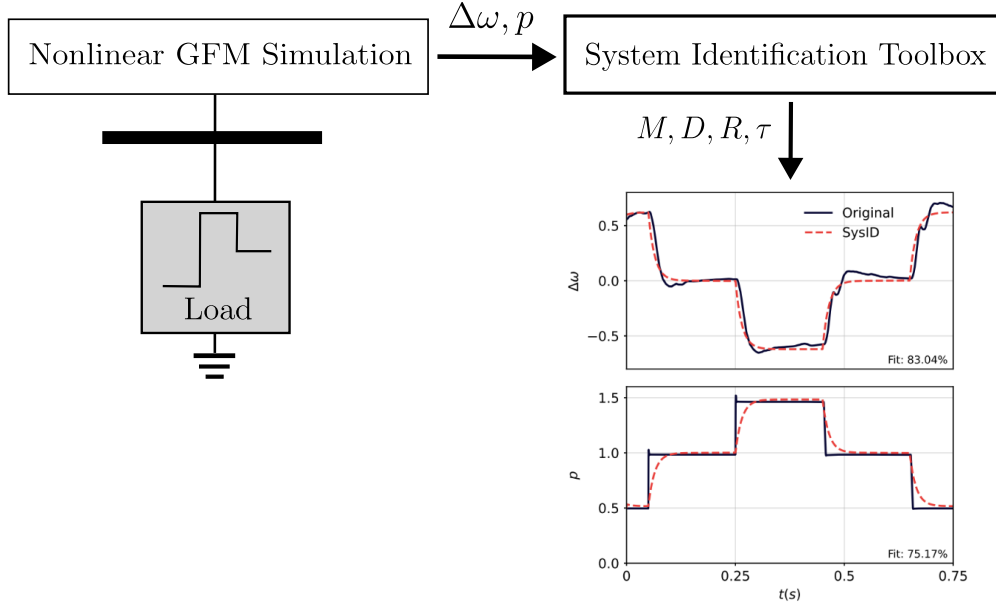 Nonlinear GFM Simulation
Δω, p
System Identification Toolbox
M, D, R, τ
Load
Original
SysID
0.5
0.0
−0.5
Δω
Fit: 83.04%
1.5
1.0
0.5
0.0
p
Fit: 75.17%
0
0.25
0.5
0.75
t(s)